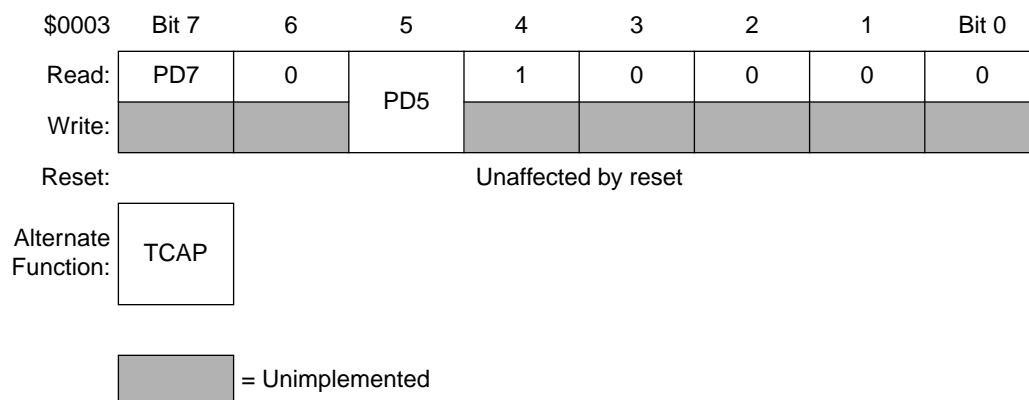 $0003 Bit 7 6 5 4 3 2 1 Bit 0
Read: PD7 0 PD5 1 0 0 0 0
Write:
Reset: Unaffected by reset
Alternate
Function: TCAP
= Unimplemented